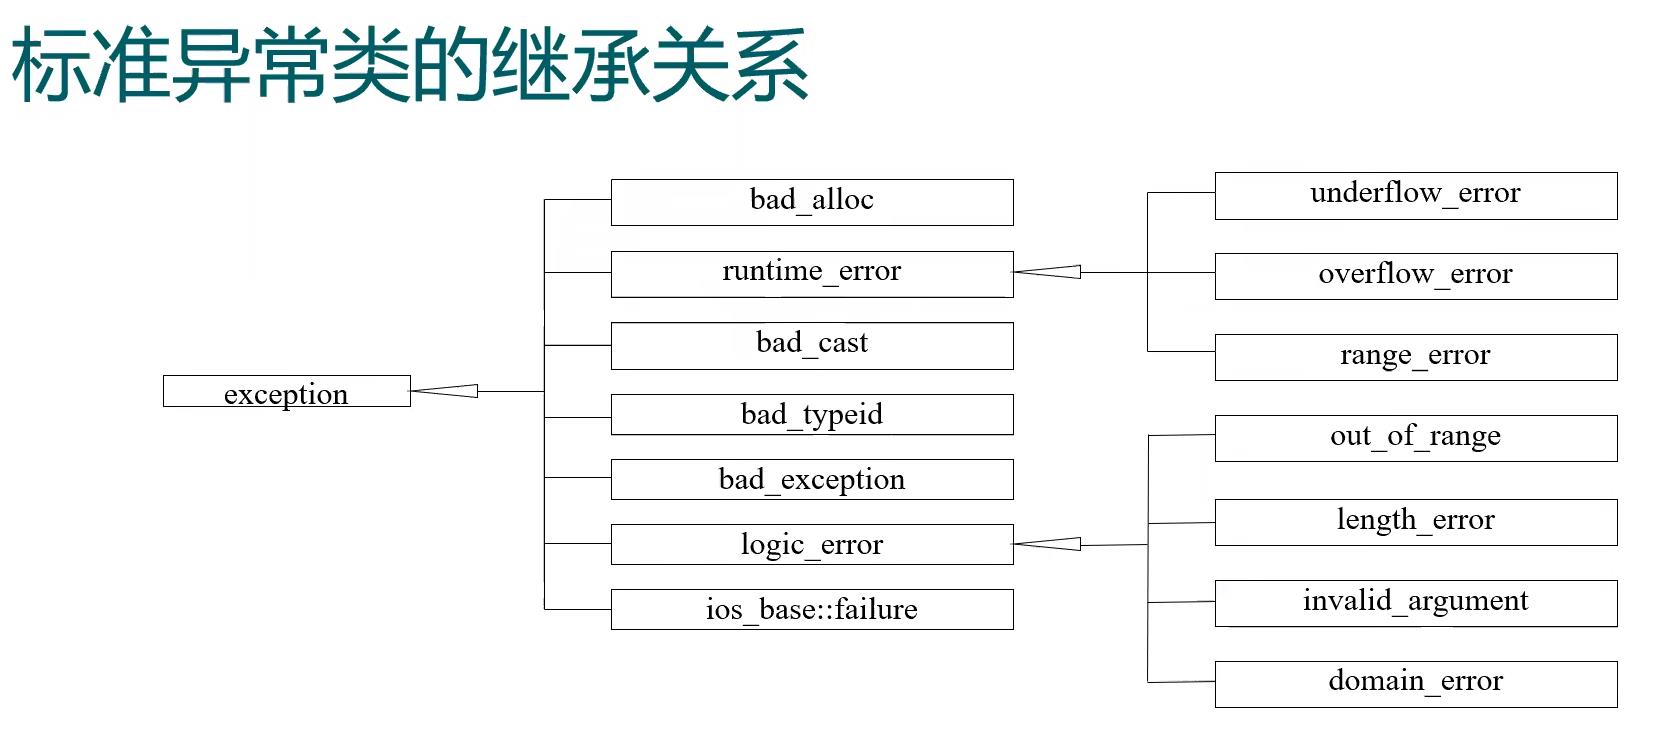 标准异常类的继承关系
exception
bad_alloc
runtime_error
bad_cast
bad_typeid
bad_exception
logic_error
ios_base::failure
underflow_error
overflow_error
range_error
out_of_range
length_error
invalid_argument
domain_error